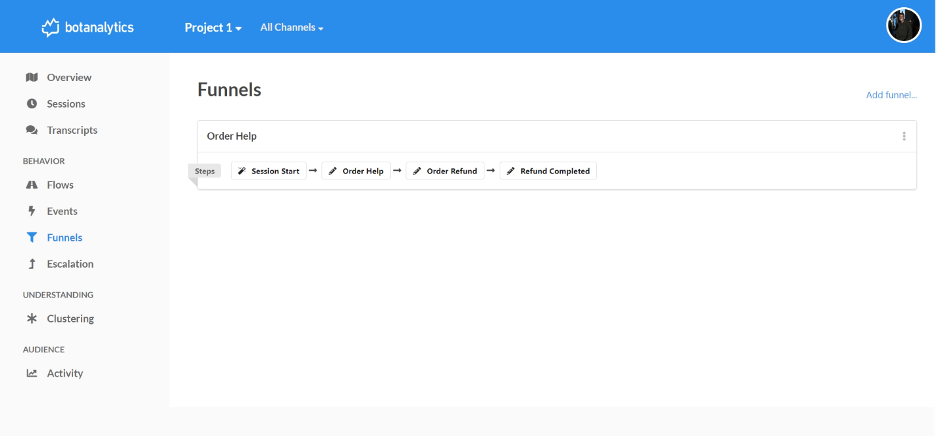 botanalytics
Project 1
All Channels
Overview
Sessions
Transcripts
BEHAVIOR
Flows
Events
Funnels
Escalation
UNDERSTANDING
Clustering
AUDIENCE
Activity
Funnels
Add funnel...
Order Help
Steps
Session Start
Order Help
Order Refund
Refund Completed